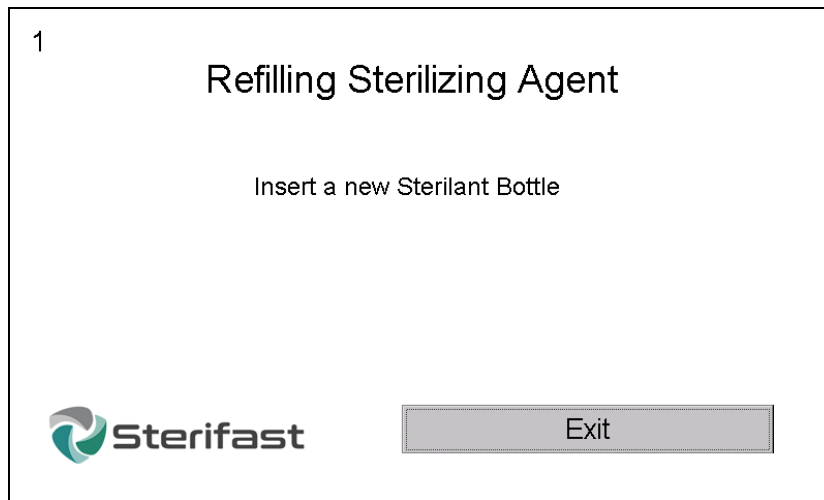 1
Refilling Sterilizing Agent
Insert a new Sterilant Bottle
Sterifast
Exit